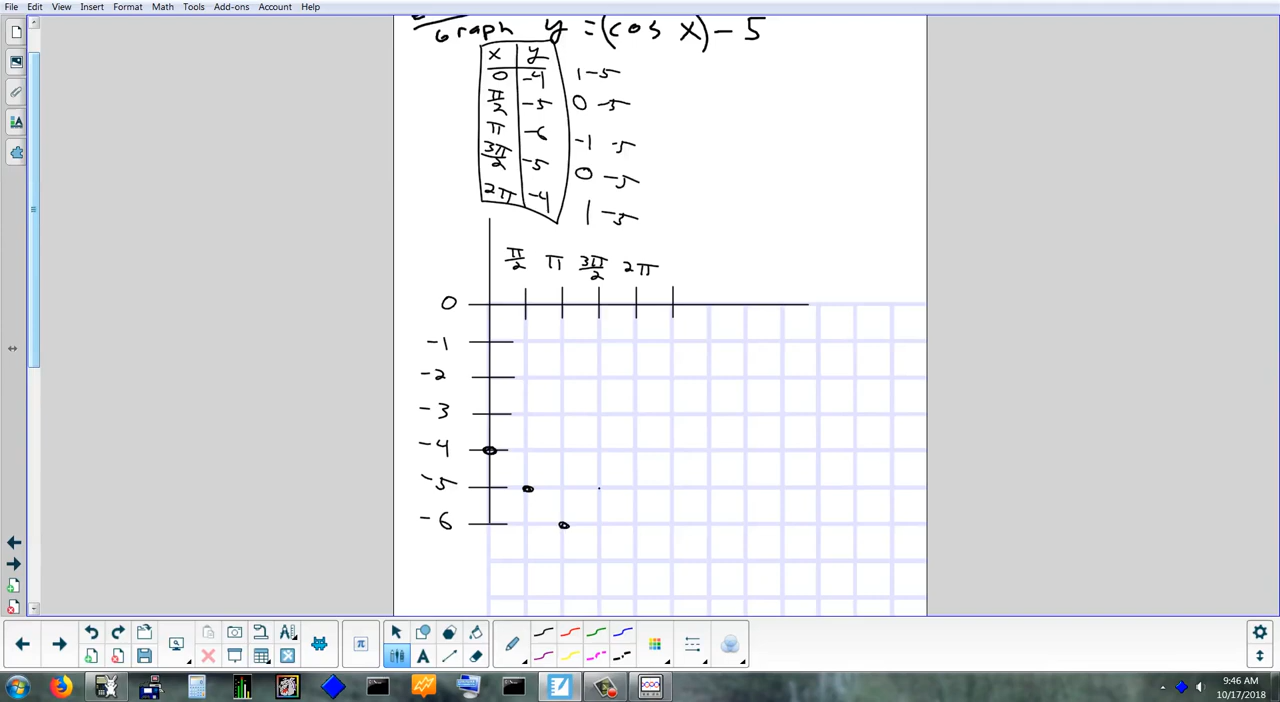 File Edit View Insert Format Math Tools Add-ons Account Help
Graph y = (cos x) - 5
x y
0 -4 1 -5
π/2 -5 0 -5
π -6 -1 -5
3π/2 -5 0 -5
2π -4 1 -5
π/2 π 3π/2 2π
0
-1
-2
-3
-4
-5
-6
π
A
9:46 AM
10/17/2018